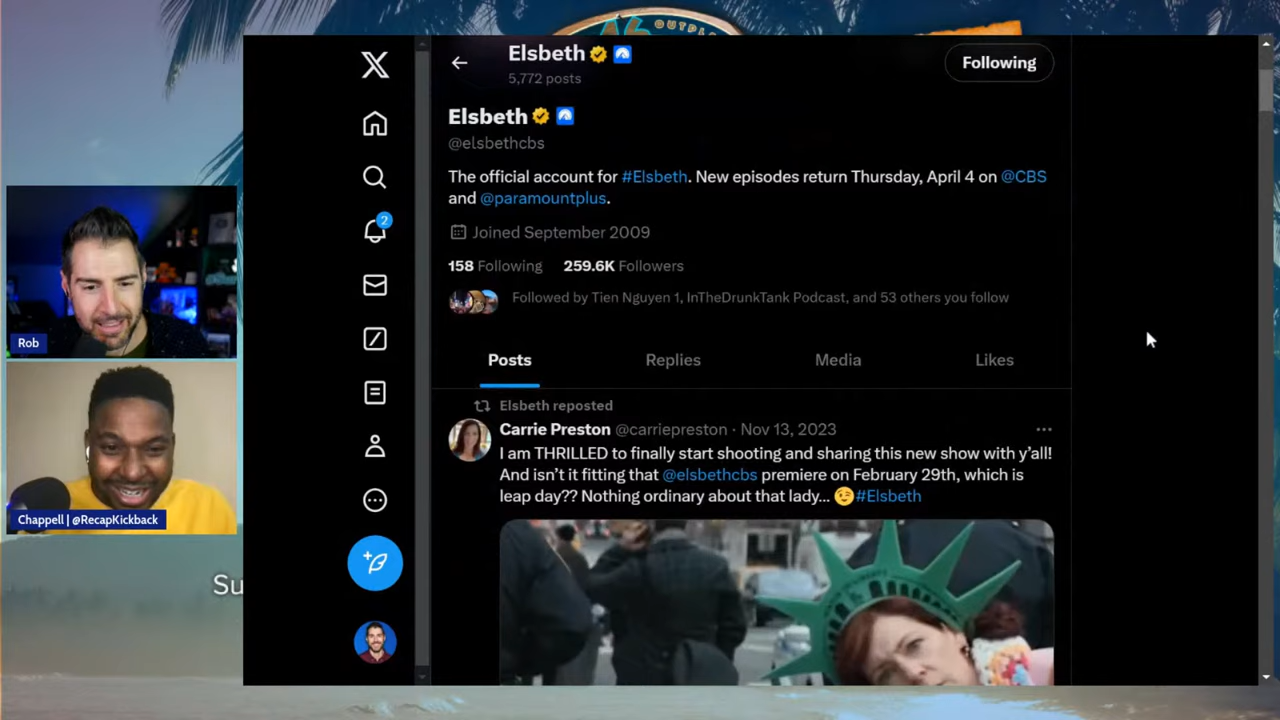 46 OUTPL
Elsbeth
5,772 posts
Following
Elsbeth
@elsbethcbs
The official account for #Elsbeth. New episodes return Thursday, April 4 on @CBS
and @paramountplus.
Joined September 2009
158 Following 259.6K Followers
Followed by Tien Nguyen 1, InTheDrunkTank Podcast, and 53 others you follow
Posts Replies Media Likes
Elsbeth reposted
Carrie Preston @carriepreston · Nov 13, 2023
I am THRILLED to finally start shooting and sharing this new show with y'all!
And isn't it fitting that @elsbethcbs premiere on February 29th, which is
leap day?? Nothing ordinary about that lady... 😉#Elsbeth
2
Rob
Chappell | @RecapKickback
Su